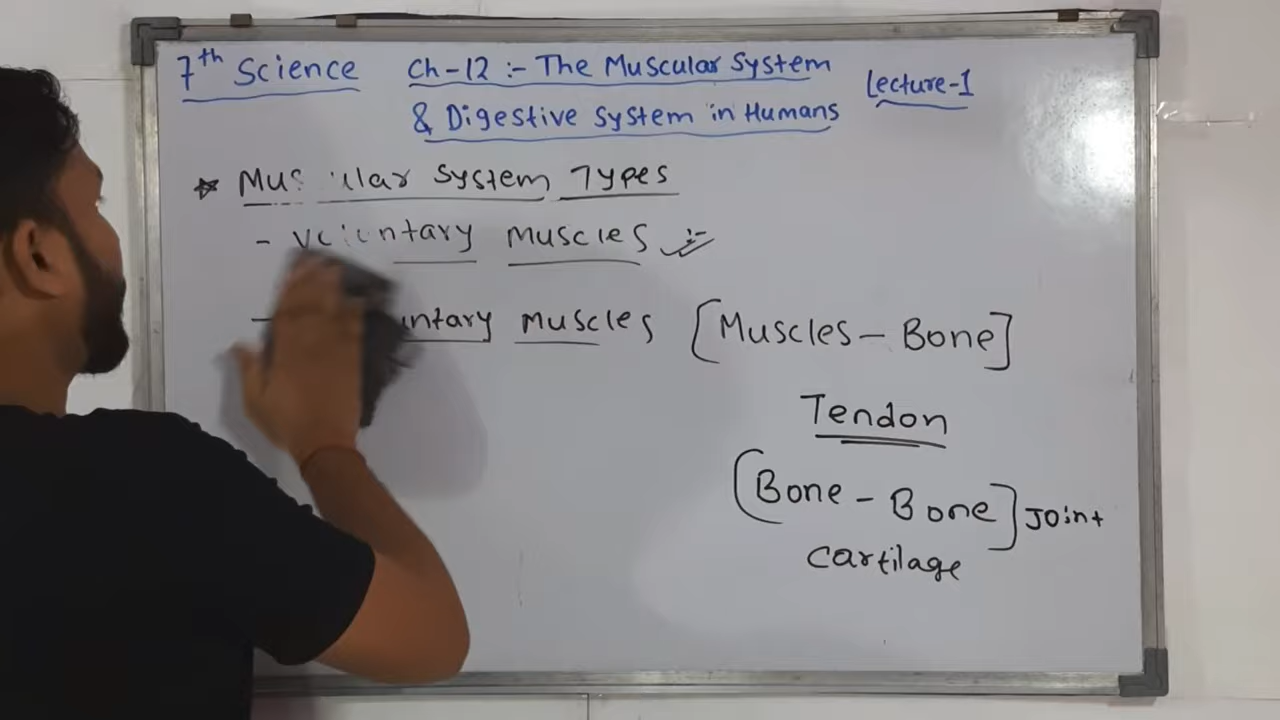 7th Science Ch-12 :- The Muscular System Lecture-1
& Digestive System in Humans
Muscular System Types
- Voluntary Muscles :-
- untary Muscles [Muscles - Bone]
Tendon
(Bone - Bone] Joint
Cartilage